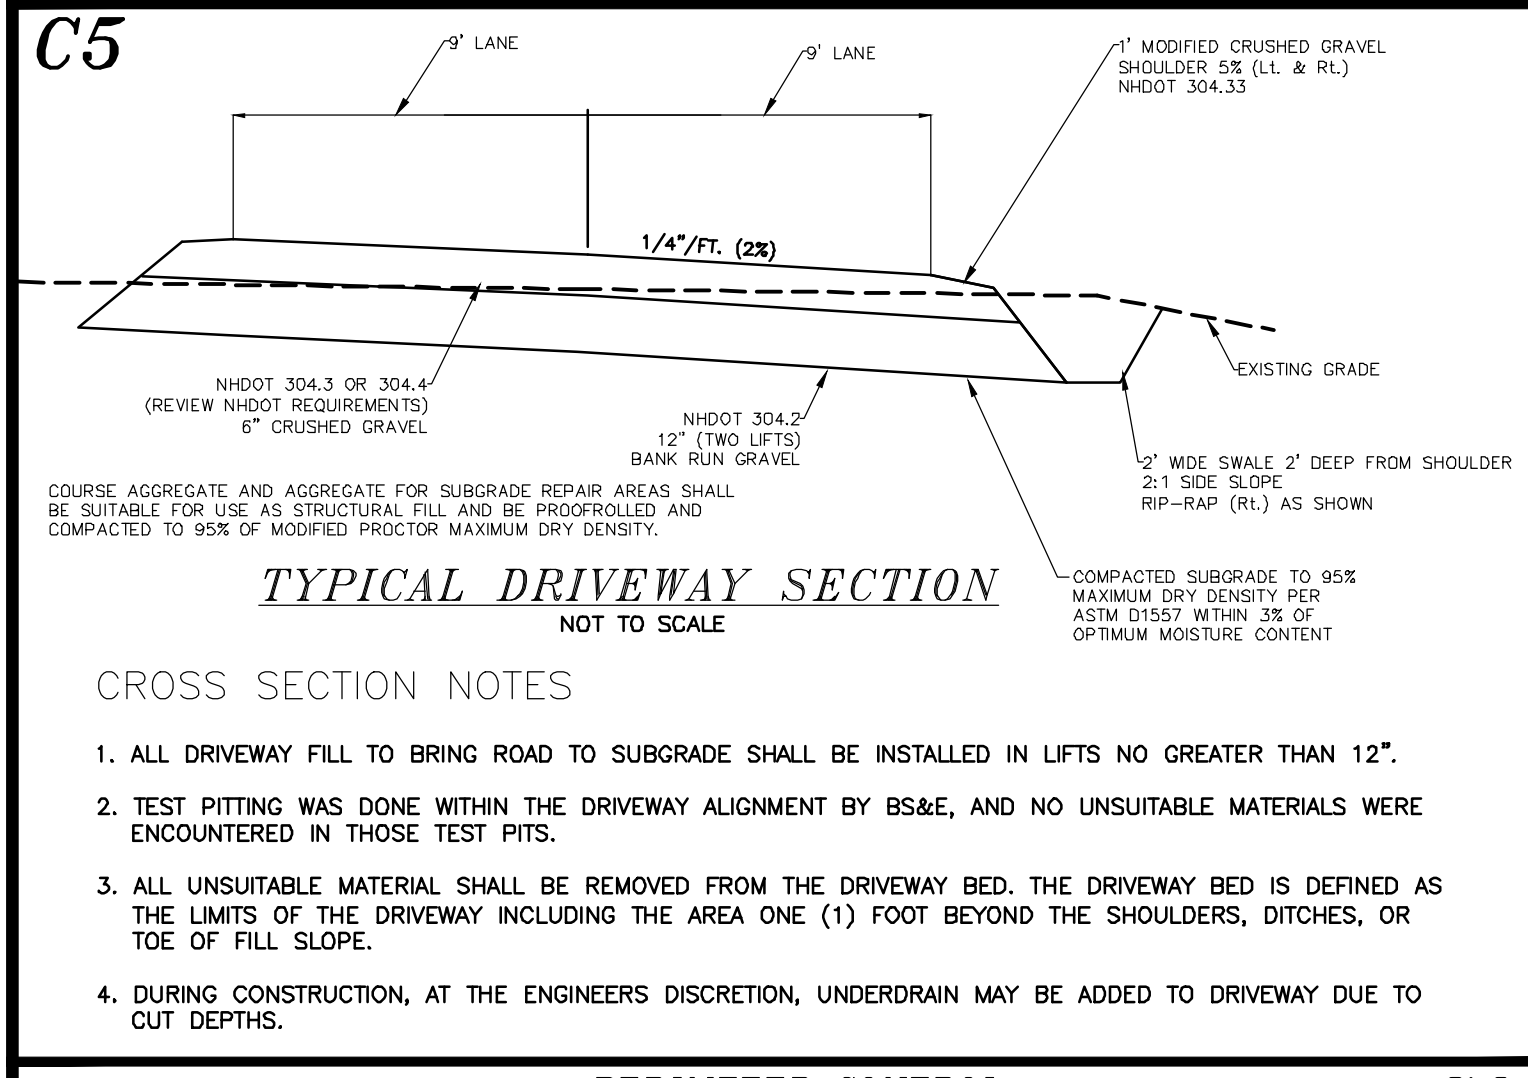 C5
9' LANE
9' LANE
1' MODIFIED CRUSHED GRAVEL
SHOULDER 5% (Lt. & Rt.)
NHDOT 304.33
1/4"/FT. (2%)
NHDOT 304.3 OR 304.4
(REVIEW NHDOT REQUIREMENTS)
6" CRUSHED GRAVEL
NHDOT 304.2
12" (TWO LIFTS)
BANK RUN GRAVEL
EXISTING GRADE
2' WIDE SWALE 2' DEEP FROM SHOULDER
2:1 SIDE SLOPE
RIP-RAP (Rt.) AS SHOWN
COURSE AGGREGATE AND AGGREGATE FOR SUBGRADE REPAIR AREAS SHALL
BE SUITABLE FOR USE AS STRUCTURAL FILL AND BE PROOFROLLED AND
COMPACTED TO 95% OF MODIFIED PROCTOR MAXIMUM DRY DENSITY.
TYPICAL DRIVEWAY SECTION
NOT TO SCALE
COMPACTED SUBGRADE TO 95%
MAXIMUM DRY DENSITY PER
ASTM D1557 WITHIN 3% OF
OPTIMUM MOISTURE CONTENT
CROSS SECTION NOTES
1. ALL DRIVEWAY FILL TO BRING ROAD TO SUBGRADE SHALL BE INSTALLED IN LIFTS NO GREATER THAN 12".
2. TEST PITTING WAS DONE WITHIN THE DRIVEWAY ALIGNMENT BY BS&E, AND NO UNSUITABLE MATERIALS WERE
ENCOUNTERED IN THOSE TEST PITS.
3. ALL UNSUITABLE MATERIAL SHALL BE REMOVED FROM THE DRIVEWAY BED. THE DRIVEWAY BED IS DEFINED AS
THE LIMITS OF THE DRIVEWAY INCLUDING THE AREA ONE (1) FOOT BEYOND THE SHOULDERS, DITCHES, OR
TOE OF FILL SLOPE.
4. DURING CONSTRUCTION, AT THE ENGINEERS DISCRETION, UNDERDRAIN MAY BE ADDED TO DRIVEWAY DUE TO
CUT DEPTHS.